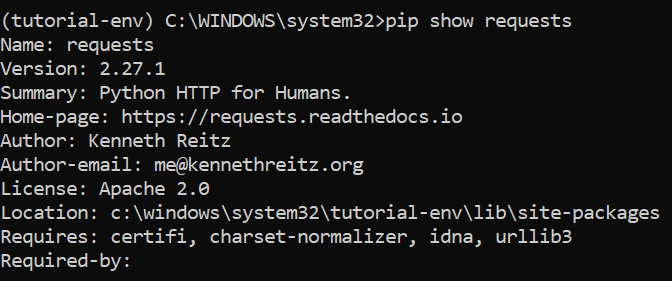 (tutorial-env) C:\WINDOWS\system32>pip show requests
Name: requests
Version: 2.27.1
Summary: Python HTTP for Humans.
Home-page: https://requests.readthedocs.io
Author: Kenneth Reitz
Author-email: me@kennethreitz.org
License: Apache 2.0
Location: c:\windows\system32\tutorial-env\lib\site-packages
Requires: certifi, charset-normalizer, idna, urllib3
Required-by: